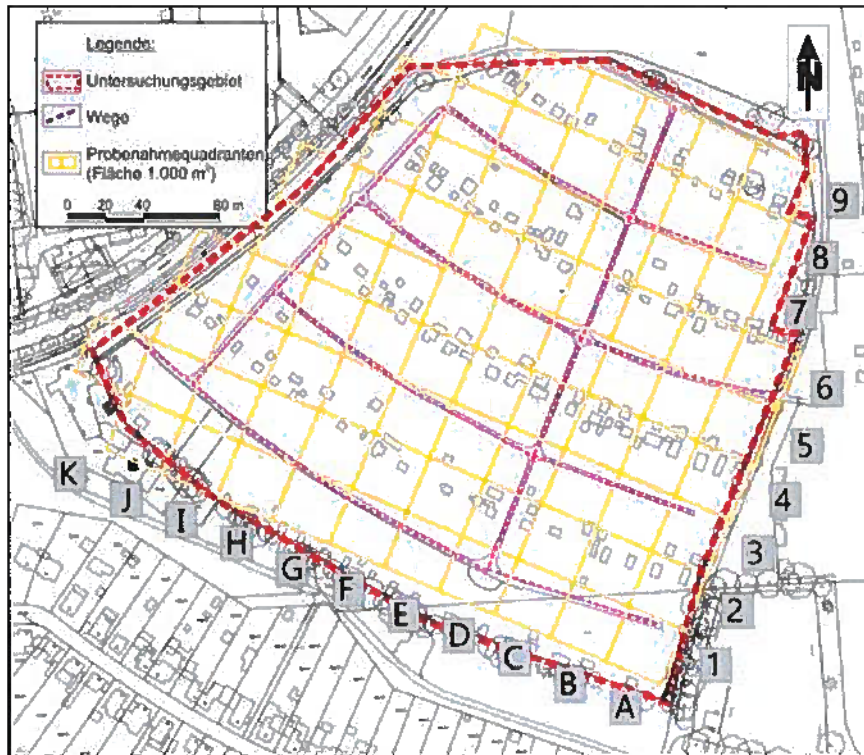 Legende:
Untersuchungsgebiet
Wege
Probenahmequadranten
(Fläche 1.000 m²)
0 20 40 80 m
N
9
8
7
6
5
4
3
2
1
K
J
I
H
G
F
E
D
C
B
A